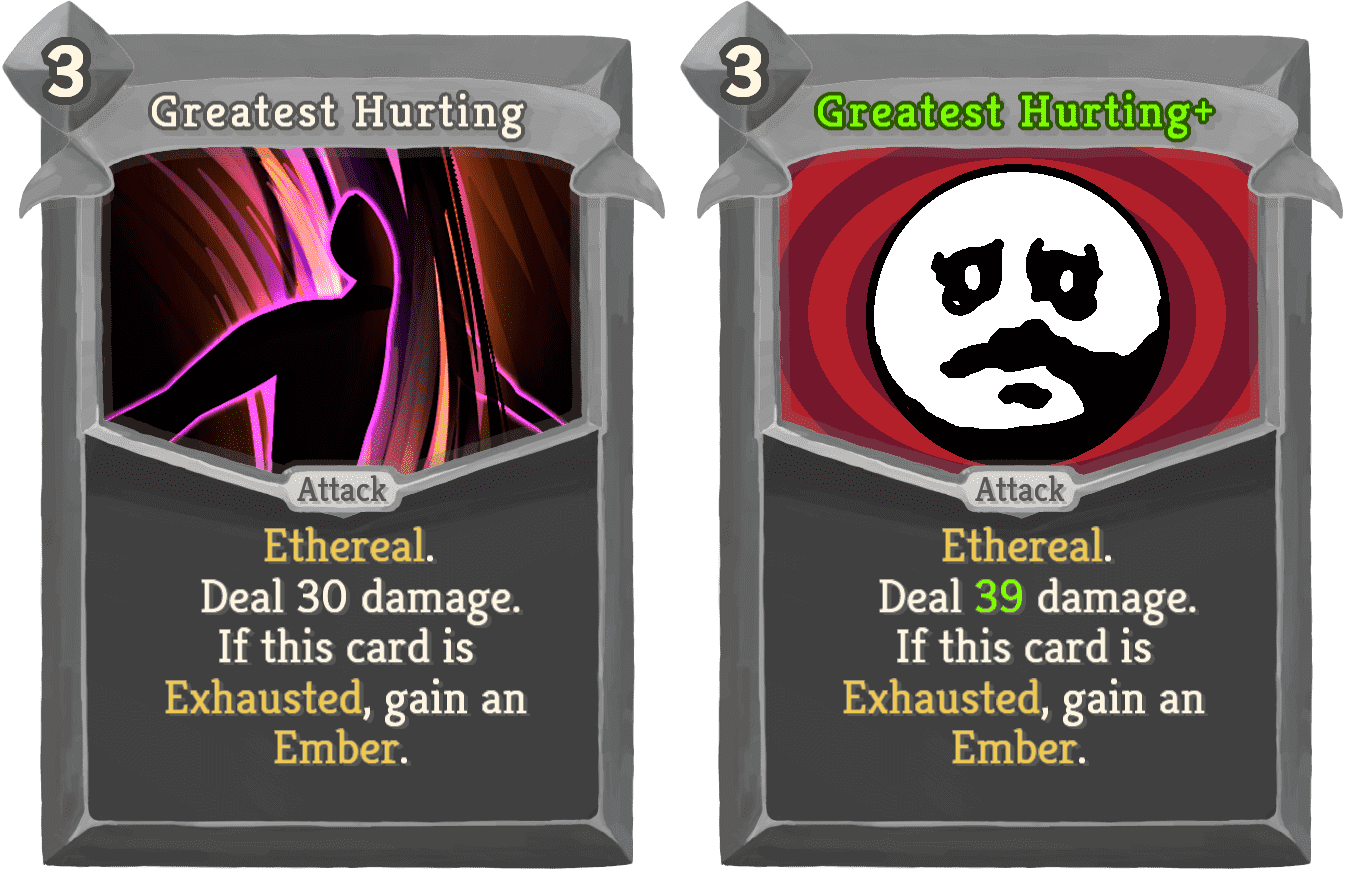 3
Greatest Hurting
Attack
Ethereal.
Deal 30 damage.
If this card is
Exhausted, gain an
Ember.
3
Greatest Hurting+
Attack
Ethereal.
Deal 39 damage.
If this card is
Exhausted, gain an
Ember.